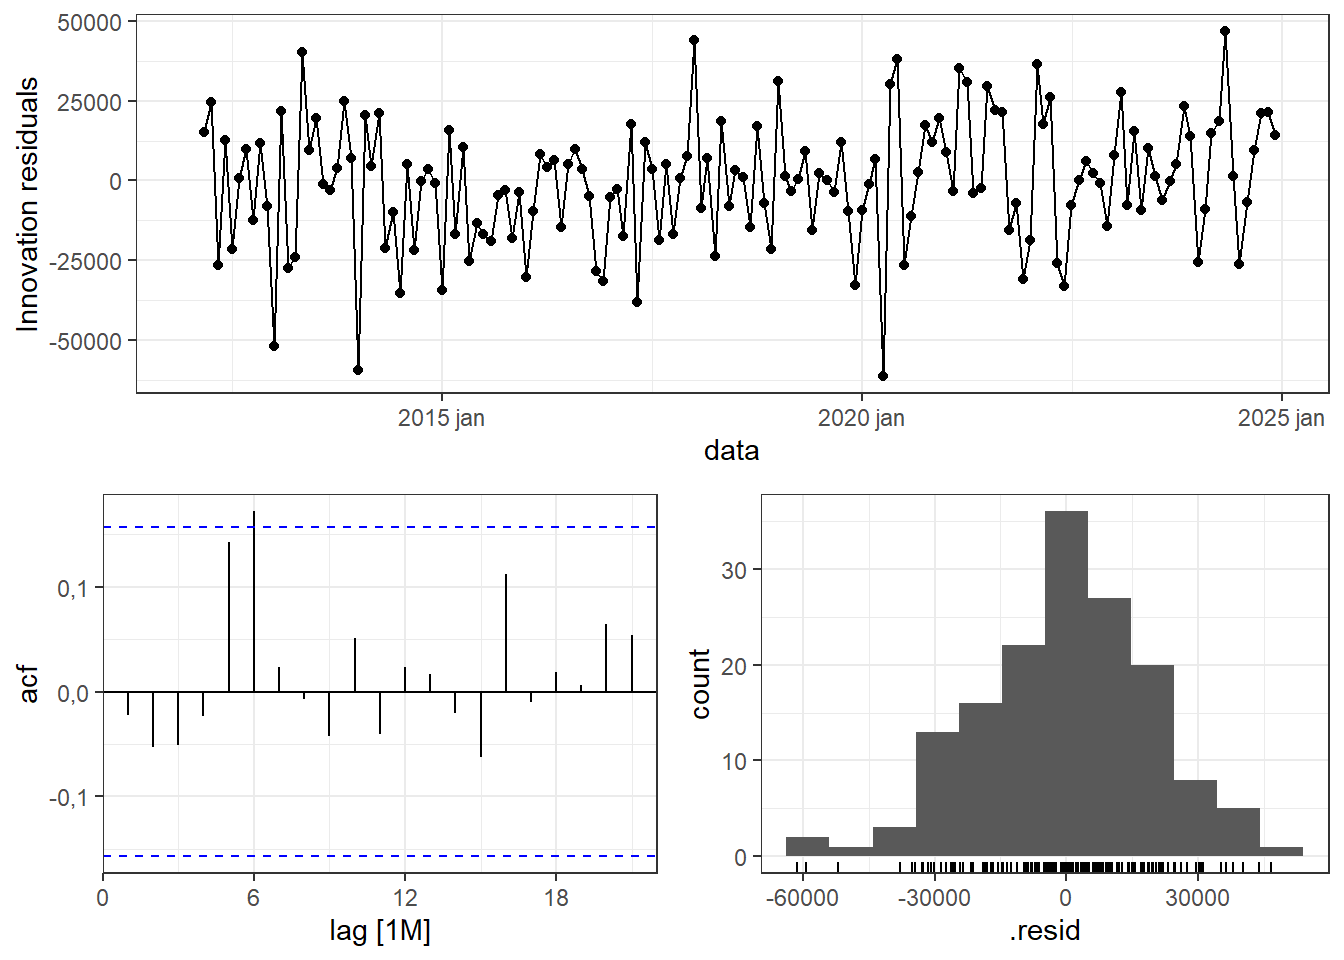 Innovation residuals
50000
25000
0
-25000
-50000
2015 jan
2020 jan
2025 jan
data
acf
0,1
0,0
-0,1
0
6
12
18
lag [1M]
count
30
20
10
0
-60000
-30000
0
30000
.resid